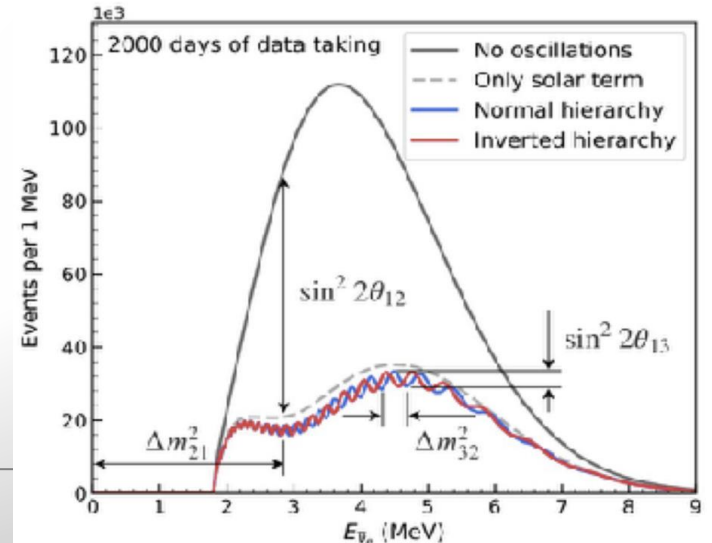 1e3
2000 days of data taking
No oscillations
Only solar term
Normal hierarchy
Inverted hierarchy
120
100
80
60
40
20
0
Events per 1 MeV
sin² 2θ₁₂
sin² 2θ₁₃
Δm²₂₁
Δm²₃₂
0 1 2 3 4 5 6 7 8 9
E_ν̅ₑ (MeV)